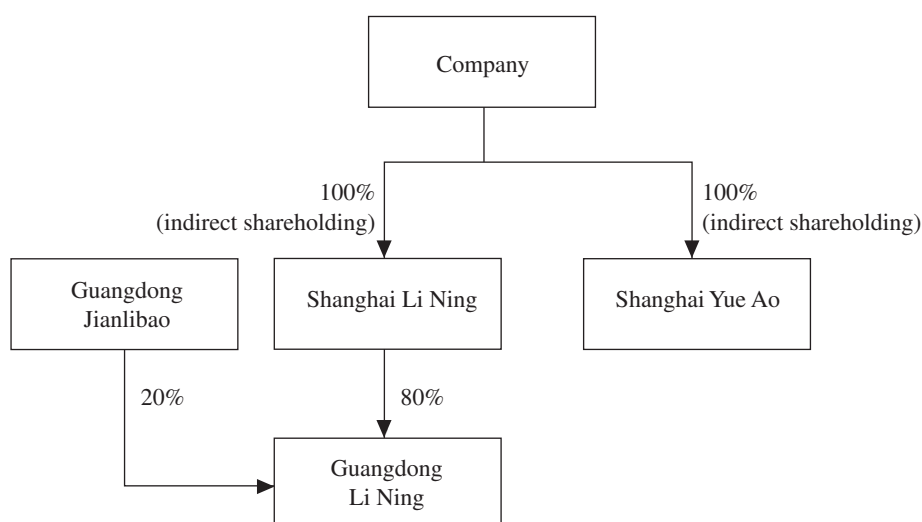 Company
100%
(indirect shareholding)
100%
(indirect shareholding)
Guangdong
Jianlibao
Shanghai Li Ning
Shanghai Yue Ao
20%
80%
Guangdong
Li Ning